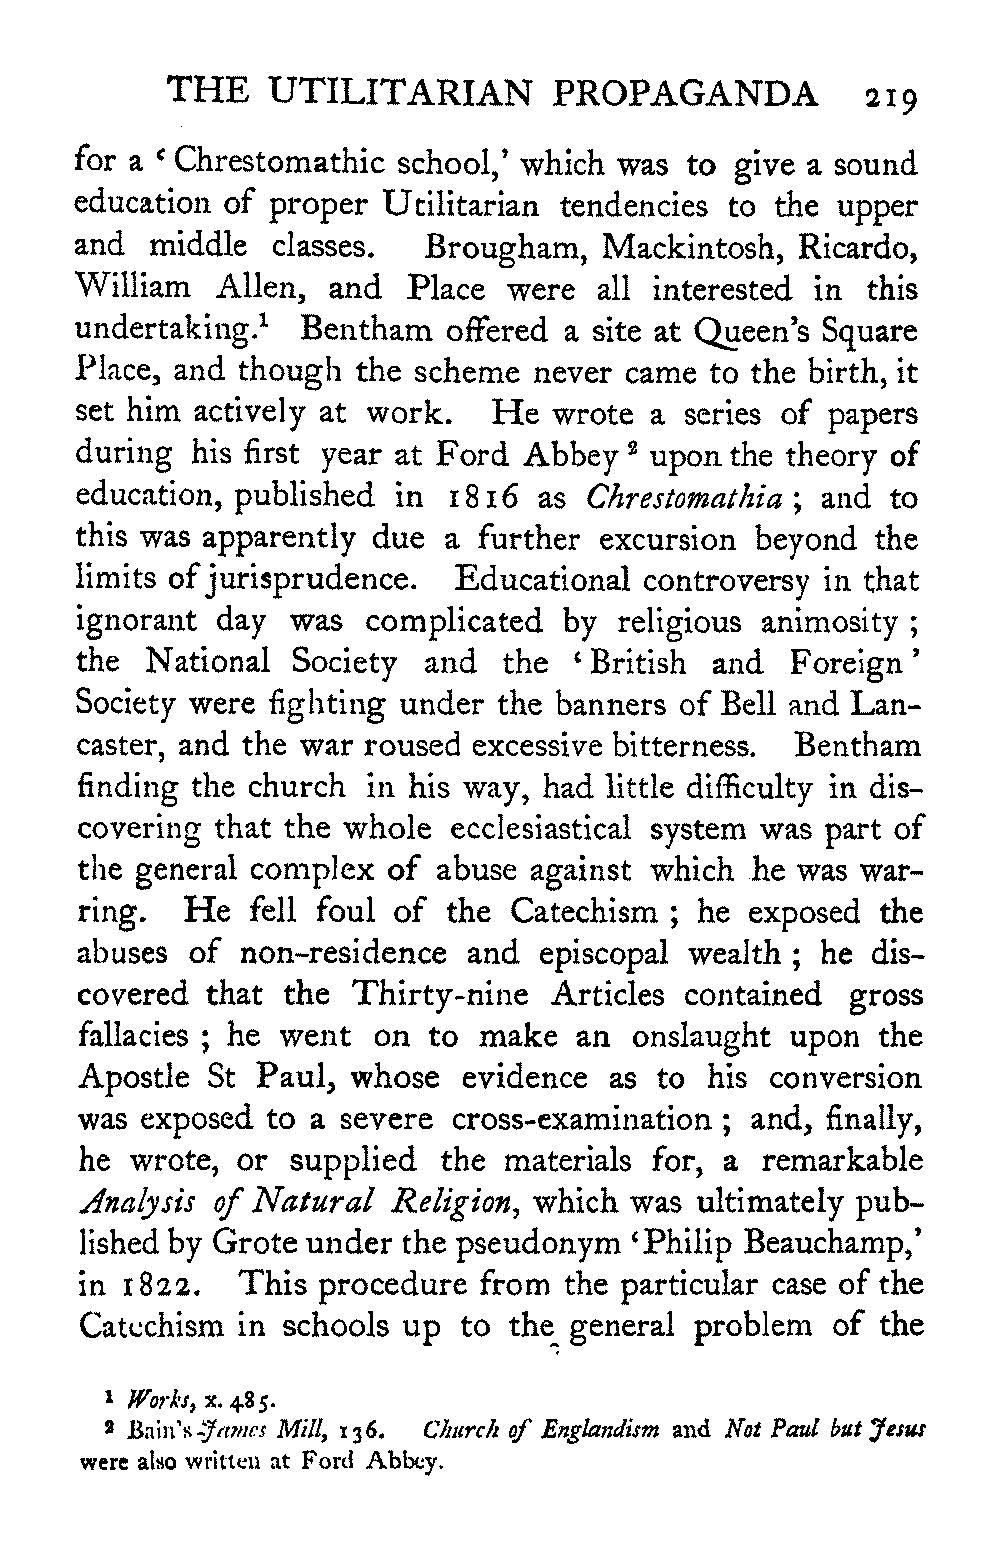 THE UTILITARIAN PROPAGANDA 219
for a ‘ Chrestomathic school,’ which was to give a sound
education of proper Utilitarian tendencies to the upper
and middle classes. Brougham, Mackintosh, Ricardo,
William Allen, and Place were all interested in this
undertaking.¹ Bentham offered a site at Queen’s Square
Place, and though the scheme never came to the birth, it
set him actively at work. He wrote a series of papers
during his first year at Ford Abbey ² upon the theory of
education, published in 1816 as Chrestomathia ; and to
this was apparently due a further excursion beyond the
limits of jurisprudence. Educational controversy in that
ignorant day was complicated by religious animosity ;
the National Society and the ‘ British and Foreign ’
Society were fighting under the banners of Bell and Lan-
caster, and the war roused excessive bitterness. Bentham
finding the church in his way, had little difficulty in dis-
covering that the whole ecclesiastical system was part of
the general complex of abuse against which he was war-
ring. He fell foul of the Catechism ; he exposed the
abuses of non-residence and episcopal wealth ; he dis-
covered that the Thirty-nine Articles contained gross
fallacies ; he went on to make an onslaught upon the
Apostle St Paul, whose evidence as to his conversion
was exposed to a severe cross-examination ; and, finally,
he wrote, or supplied the materials for, a remarkable
Analysis of Natural Religion, which was ultimately pub-
lished by Grote under the pseudonym ‘Philip Beauchamp,’
in 1822. This procedure from the particular case of the
Catechism in schools up to the general problem of the
¹ Works, x. 485.
² Bain’s James Mill, 136. Church of Englandism and Not Paul but Jesus
were also written at Ford Abbey.